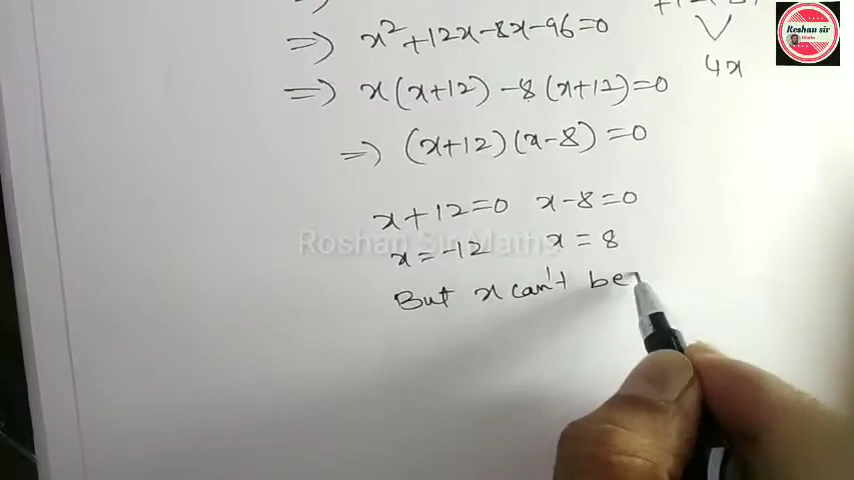 => x²+12x-8x-96=0
4x
=> x(x+12)-8(x+12)=0
=> (x+12)(x-8)=0
x+12=0 x-8=0
x=-12 x=8
But x can't be
Roshan Sir Maths
Roshan sir